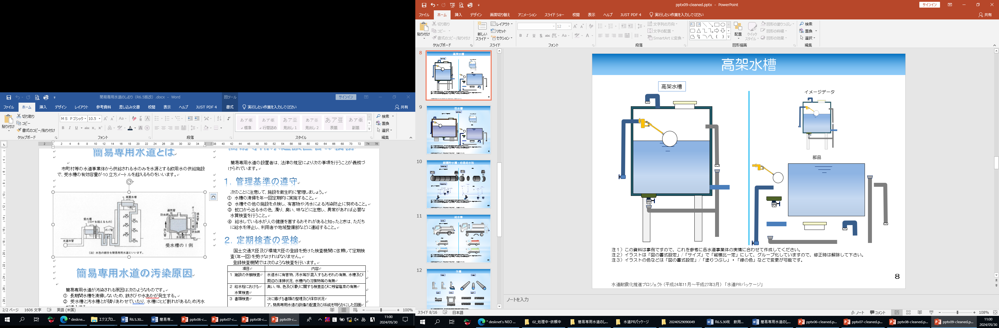 簡易専用水道のしおり（R6.5版改）.docx - Word
図ツール
サインイン
ファイル ホーム 挿入 デザイン レイアウト 参考資料 差し込み文書 校閲 表示 ヘルプ JUST PDF 4 書式 実行したい作業を入力してください 共有
貼り付け
切り取り
コピー
書式のコピー/貼り付け
クリップボード
ＭＳ Ｐゴシック 10.5
フォント
段落
あア亜 標準
あア亜 行間詰め
あア亜 見出し 1
あア亜 見出し 2
あア亜 表題
あア亜 副題
スタイル
検索
置換
選択
編集
簡易専用水道とは
市町村等の水道事業体から供給される水のみを水源とする飲用水の供給施設
で、受水槽の有効容量が10立方メートルを超えるものをいいます。
高置水槽
受水槽
（10㎥を超えるもの）
ポンプ室
水道本管
通気管
防虫網
オーバーフロー管
防虫網
水抜管
受水槽の１例
（注）水色の部分を簡易専用水道といいます。
簡易専用水道の汚染原因
簡易専用水道が汚染される原因は次のようなものです。
① 長期間水槽を清掃しないため、鉄さびや水あかが発生する。
② 受水槽と汚水槽とが隣りあわせていたり、水槽にヒビ割れがあるため汚水
簡易専用水道の設置者は、法律の規定により次の事項を行うことが義務づ
けられています。
１．管理基準の遵守
次のことに注意して、施設を衛生的に管理しましょう。
① 水槽の清掃を年一回定期的に実施すること。
② 水槽その他の施設を点検し、有害物や汚水による汚染防止に努めること。
③ 蛇口から出る水の色、濁り、臭い、味などに注意し、異常があれば必要な
水質検査を行うこと。
④ 給水している水が人の健康を害するおそれがあると知ったときは、ただち
に給水を停止し、利用者や地域整備部などに連絡すること。
２．定期検査の受検
国土交通大臣及び環境大臣の登録を受けた検査機関に依頼して定期検
査（年一回）を受けなければなりません。
登録検査機関では次のような検査を行います。
項目 内容
１ 施設の外観検査 水道水に有害物、汚水等が混入するおそれの有無、水槽及び
周辺の清掃状況、水槽内の沈積物等の有無
２ 給水栓における 臭い、味、色及び濁りに関する検査並びに残留塩素の有無
水質検査
３ 書類検査 次に掲げる書類の整理及び保存状況
ア．簡易専用水道の設備の配置及び系統を明らかにした図面
2/2 ページ 1606 文字 英語 (米国) 100%
* deskne... エクスプロ... R6.5.30... 簡易専... pptx06-c... pptx07-c... pptx08-c... pptx09-c...
11:00
2024/05/30
pptx09-cleaned.pptx - PowerPoint
サインイン
ファイル ホーム 挿入 デザイン 画面切り替え アニメーション スライド ショー 校閲 表示 ヘルプ JUST PDF 4 実行したい作業を入力してください 共有
貼り付け
切り取り
コピー
書式のコピー/貼り付け
クリップボード
新しい
スライド
レイアウト
リセット
セクション
スライド
12
フォント
文字列の方向
文字の配置
SmartArt に変換
段落
配置
クイック
スタイル
図形の塗りつぶし
図形の枠線
図形の効果
図形描画
検索
置換
選択
編集
8
高架水槽
9
受水槽
10
耐震貯水槽・応急給水栓
11
給水車
12
高架水槽
高架水槽
イメージデータ
部品
注１）この資料は事例ですので、これを参考に各水道事業体の実情に合わせて作成してください。
注２）イラストは「図の書式設定」/「サイズ」で「縦横比一定」にして、グループ化していますので、修正時は解除して下さい。
注３）イラストの色などは「図の書式設定」/「塗りつぶし」・「線の色」などで変更が可能です。
8
水道耐震化推進プロジェクト（平成24年11月～平成27年3月）「水道PRパッケージ」
ノートを入力
スライド 8/16 日本語 ノート コメント 108%
* desknet's NEO ... 02_処理中・依頼中 簡易専用水道のし... 水道PRパッケージ 20240529090049 R6.5.30改 飲用... 簡易専用水道のし... pptx06-cleaned.p... pptx07-cleaned.p... pptx08-cleaned.p... pptx09-cleaned.p...
11:00
2024/05/30